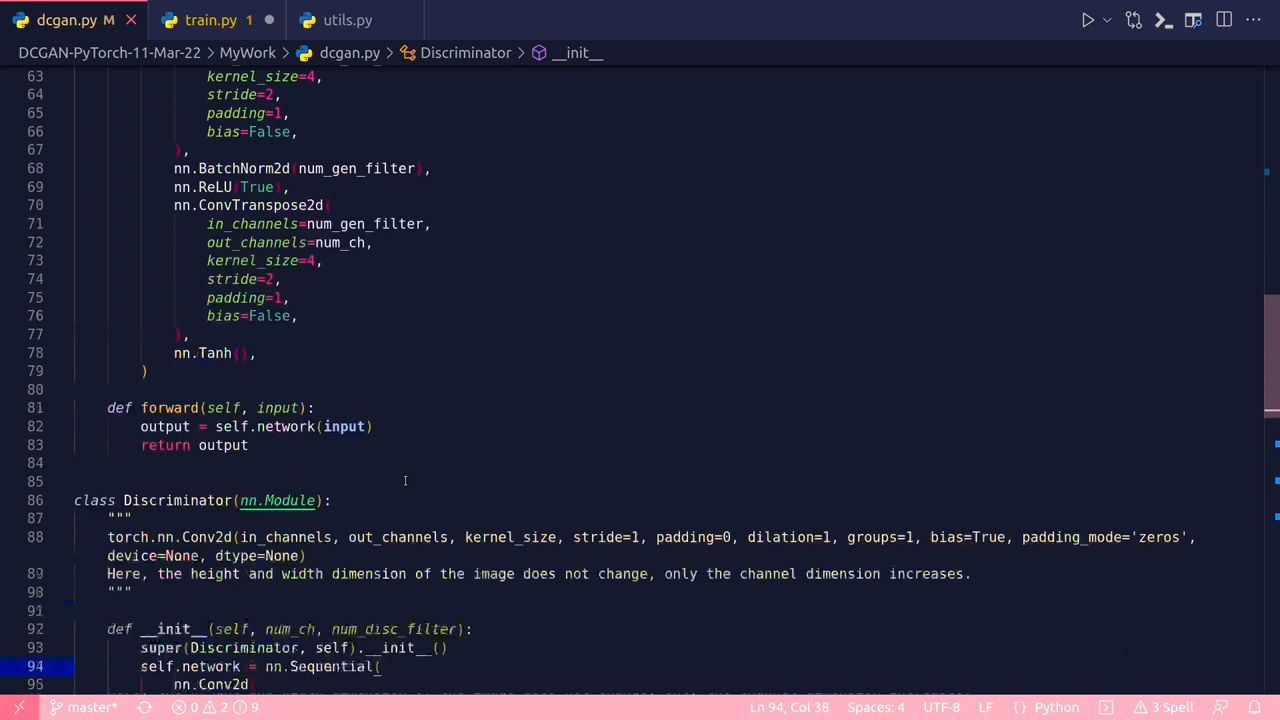 dcgan.py M train.py 1 utils.py
DCGAN-PyTorch-11-Mar-22 > MyWork > dcgan.py > Discriminator > __init__
63 kernel_size=4,
64 stride=2,
65 padding=1,
66 bias=False,
67 ),
68 nn.BatchNorm2d(num_gen_filter),
69 nn.ReLU(True),
70 nn.ConvTranspose2d(
71 in_channels=num_gen_filter,
72 out_channels=num_ch,
73 kernel_size=4,
74 stride=2,
75 padding=1,
76 bias=False,
77 ),
78 nn.Tanh(),
79 )
80
81 def forward(self, input):
82 output = self.network(input)
83 return output
84
85
86 class Discriminator(nn.Module):
87 """
88 torch.nn.Conv2d(in_channels, out_channels, kernel_size, stride=1, padding=0, dilation=1, groups=1, bias=True, padding_mode='zeros',
device=None, dtype=None)
89 Here, the height and width dimension of the image does not change, only the channel dimension increases.
90 """
91
92 def __init__(self, num_ch, num_disc_filter):
93 super(Discriminator, self).__init__()
94 self.network = nn.Sequential(
95 nn.Conv2d(
master* 0 2 9 Ln 94, Col 38 Spaces: 4 UTF-8 LF Python 3 Spell